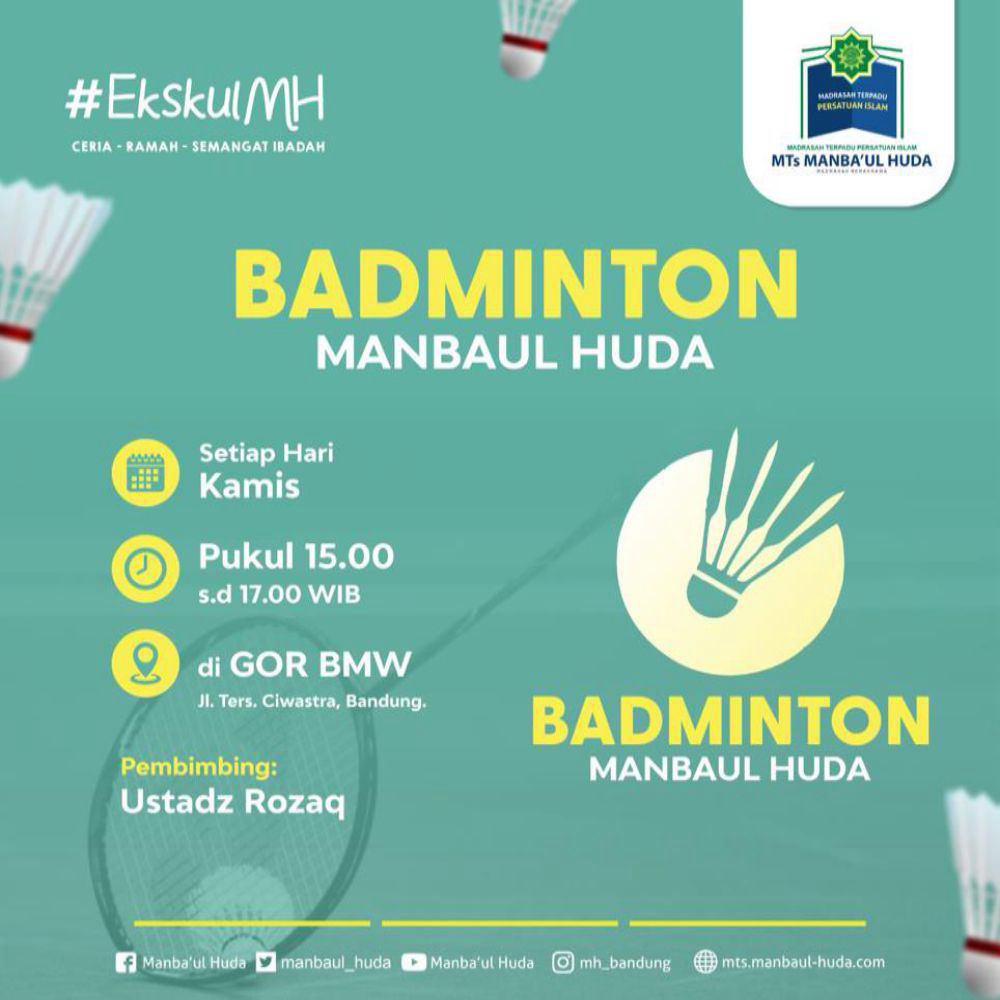 #EkskulMH
CERIA - RAMAH - SEMANGAT IBADAH
MADRASAH TERPADU
PERSATUAN ISLAM
MADRASAH TERPADU PERSATUAN ISLAM
MTs MANBA'UL HUDA
BADMINTON
MANBAUL HUDA
Setiap Hari
Kamis
Pukul 15.00
s.d 17.00 WIB
di GOR BMW
Jl. Ters. Ciwastra, Bandung.
Pembimbing:
Ustadz Rozaq
BADMINTON
MANBAUL HUDA
Manba'ul Huda manbaul_huda Manba'ul Huda mh_bandung mts.manbaul-huda.com